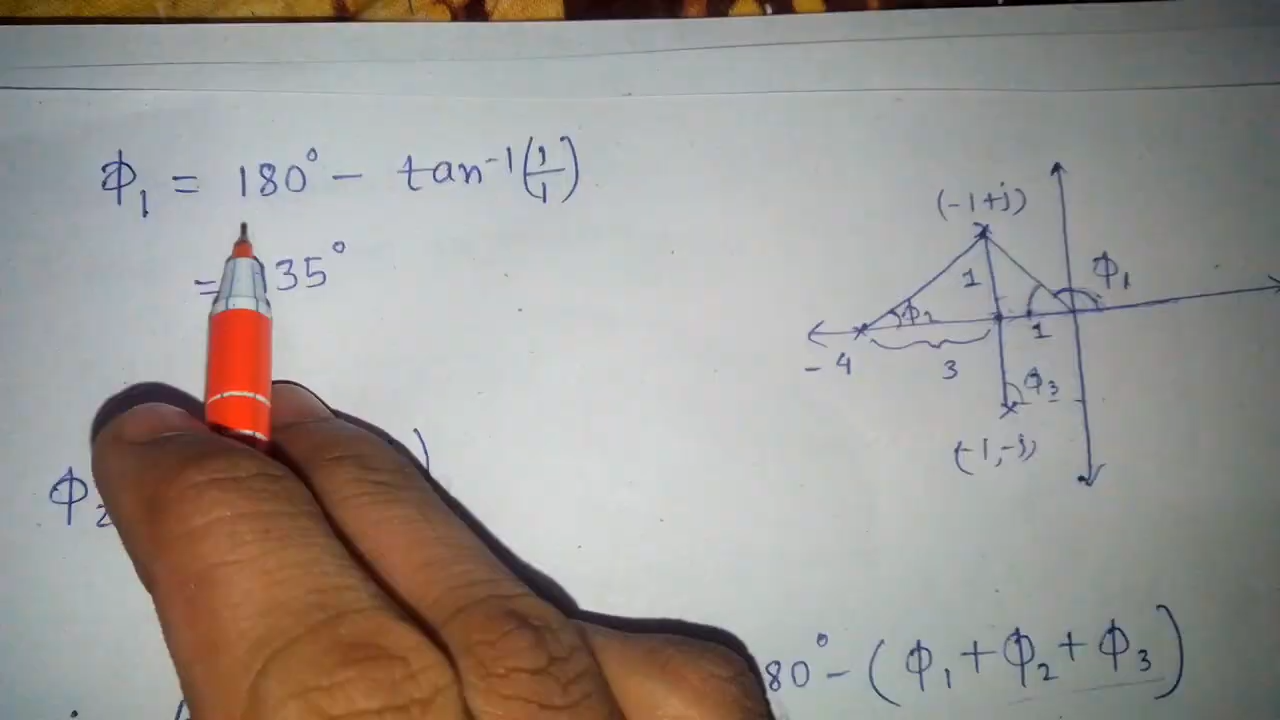 ϕ₁ = 180° - tan⁻¹(1/1)
= 35°
(-1+j)
ϕ₁
1
ϕ₂
1
-4
3
ϕ₃
(-1,-j)
ϕ₂
)
80° - (ϕ₁ + ϕ₂ + ϕ₃)